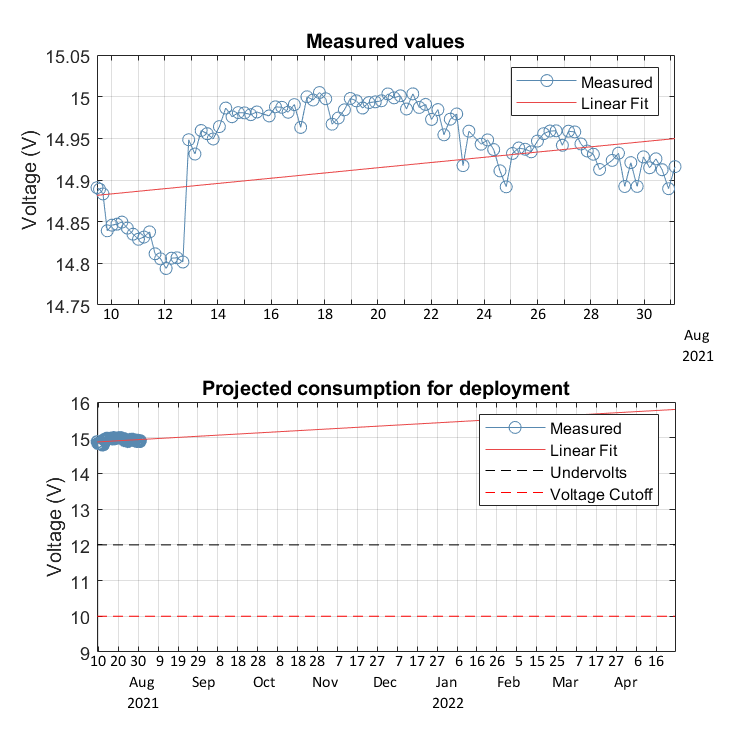 Measured values
15.05
15
14.95
14.9
14.85
14.8
14.75
Voltage (V)
Measured
Linear Fit
10 12 14 16 18 20 22 24 26 28 30
Aug
2021
Projected consumption for deployment
16
15
14
13
12
11
10
9
Voltage (V)
Measured
Linear Fit
Undervolts
Voltage Cutoff
10 20 30 9 19 29 8 18 28 8 18 28 7 17 27 7 17 27 6 16 26 5 15 25 7 17 27 6 16
Aug Sep Oct Nov Dec Jan Feb Mar Apr
2021 2022